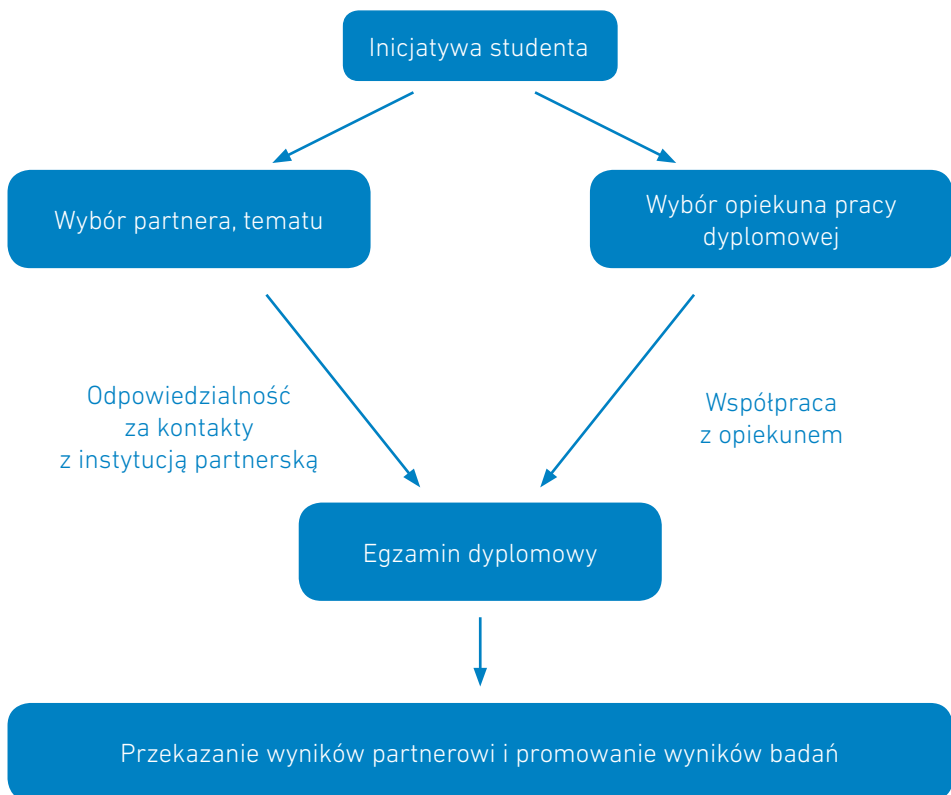 Inicjatywa studenta
Wybór partnera, tematu
Wybór opiekuna pracy
dyplomowej
Odpowiedzialność
za kontakty
z instytucją partnerską
Współpraca
z opiekunem
Egzamin dyplomowy
Przekazanie wyników partnerowi i promowanie wyników badań